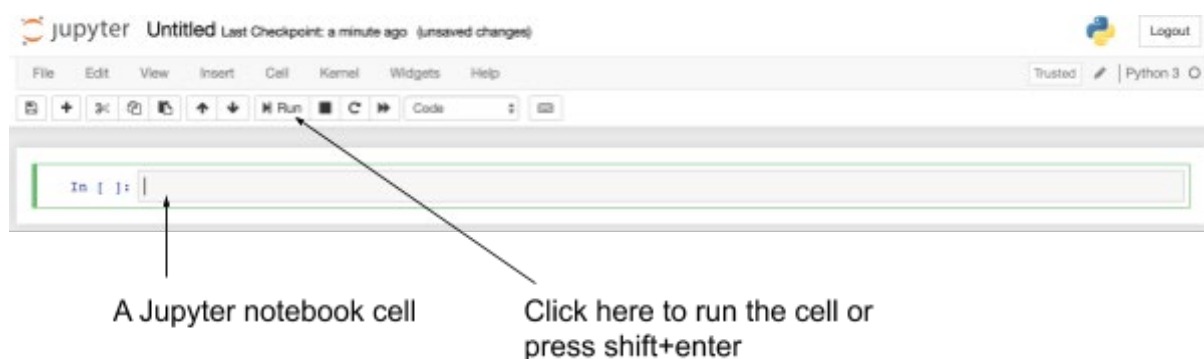 jupyter Untitled Last Checkpoint: a minute ago (unsaved changes) Logout
File Edit View Insert Cell Kernel Widgets Help Trusted Python 3
Run Code
In [ ]:
A Jupyter notebook cell
Click here to run the cell or
press shift+enter